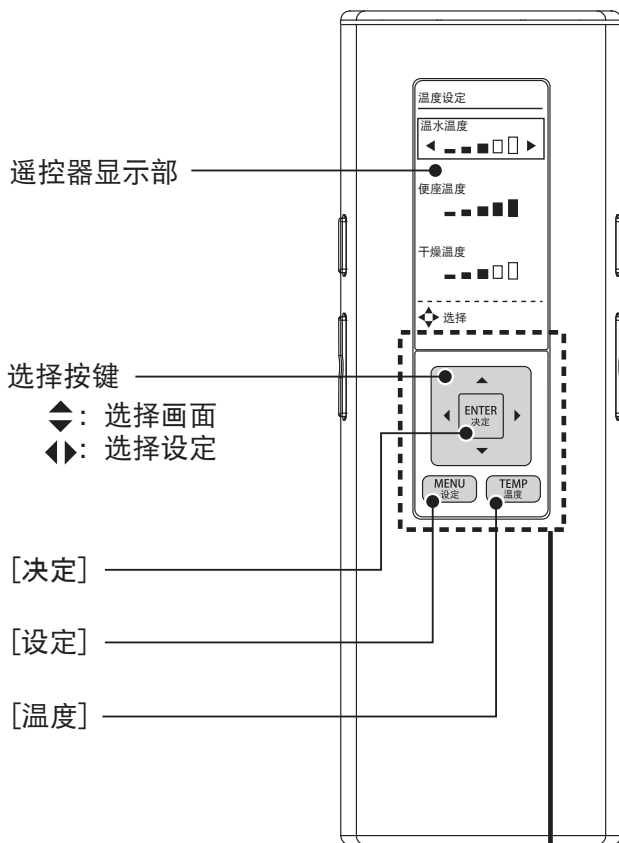 温度设定
温水温度
遥控器显示部
便座温度
干燥温度
选择
选择按键
：选择画面
：选择设定
ENTER
决定
MENU
设定
TEMP
温度
[决定]
[设定]
[温度]